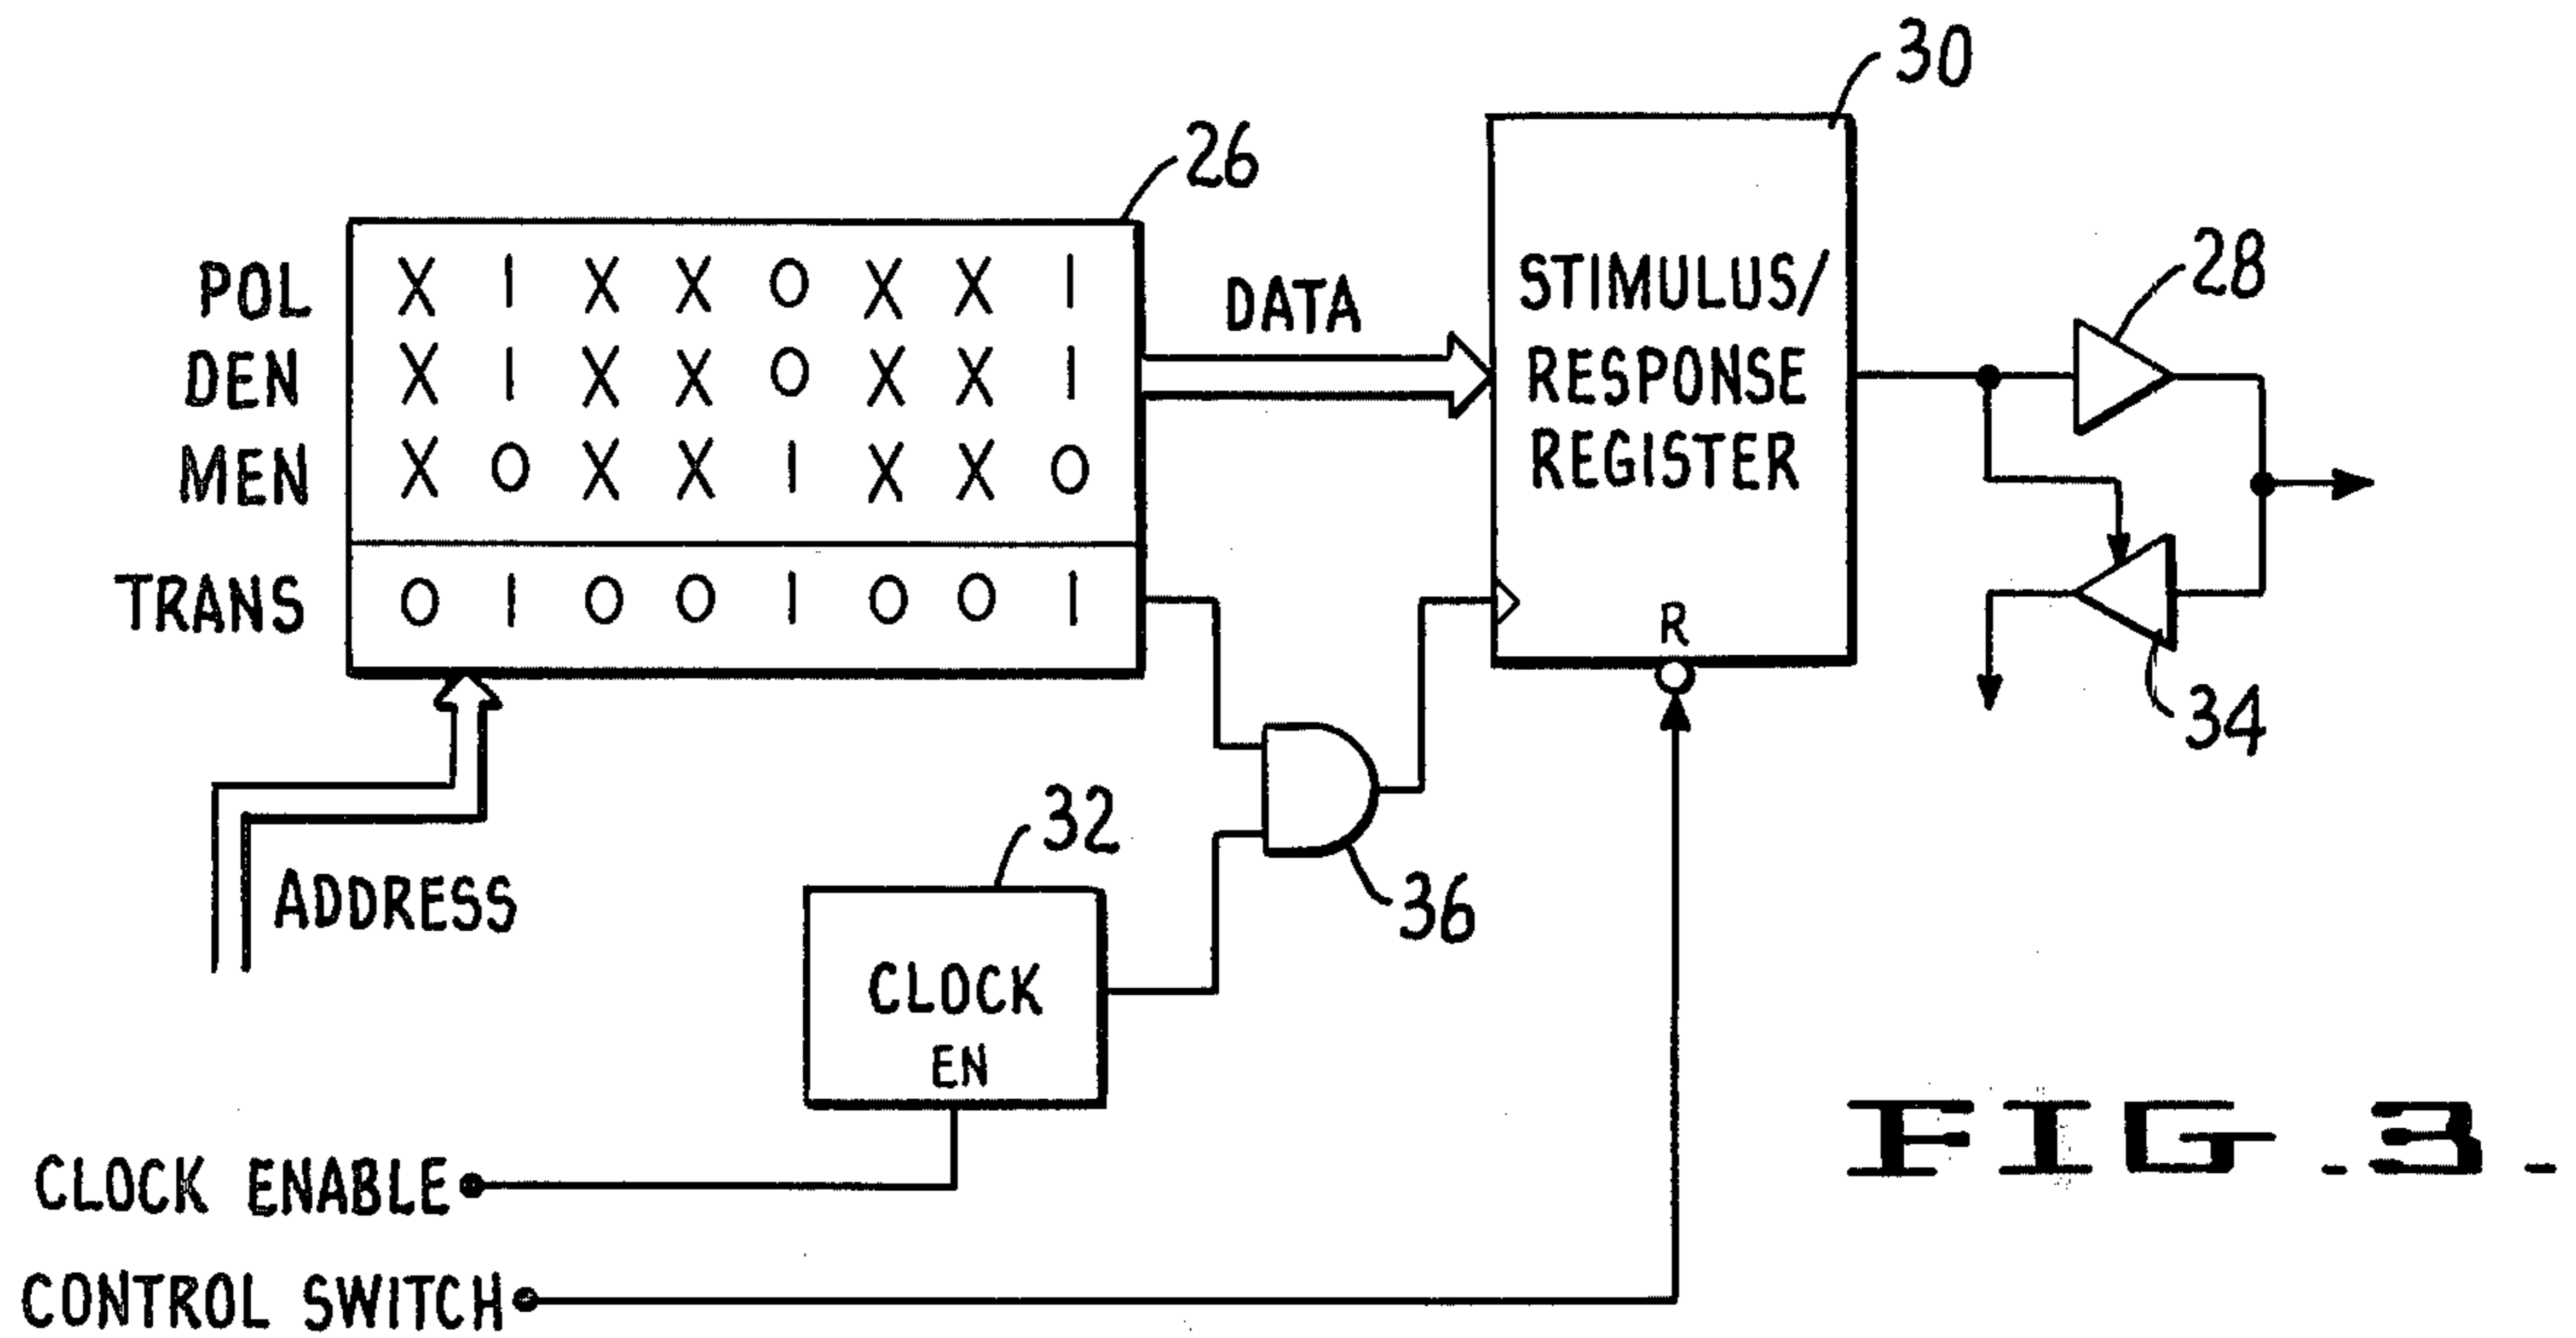 30
26
28
POL X 1 X X 0 X X 1
DEN X 1 X X 0 X X 1
MEN X 0 X X 1 X X 0
TRANS 0 1 0 0 1 0 0 1
DATA
STIMULUS/
RESPONSE
REGISTER
R
34
36
32
ADDRESS
CLOCK
EN
CLOCK ENABLE
CONTROL SWITCH
FIG. 3.